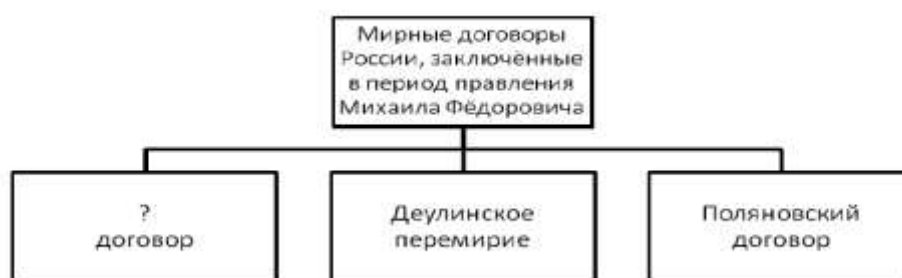 Мирные договоры
России, заключённые
в период правления
Михаила Фёдоровича
?
договор
Деулинское
перемирие
Поляновский
договор